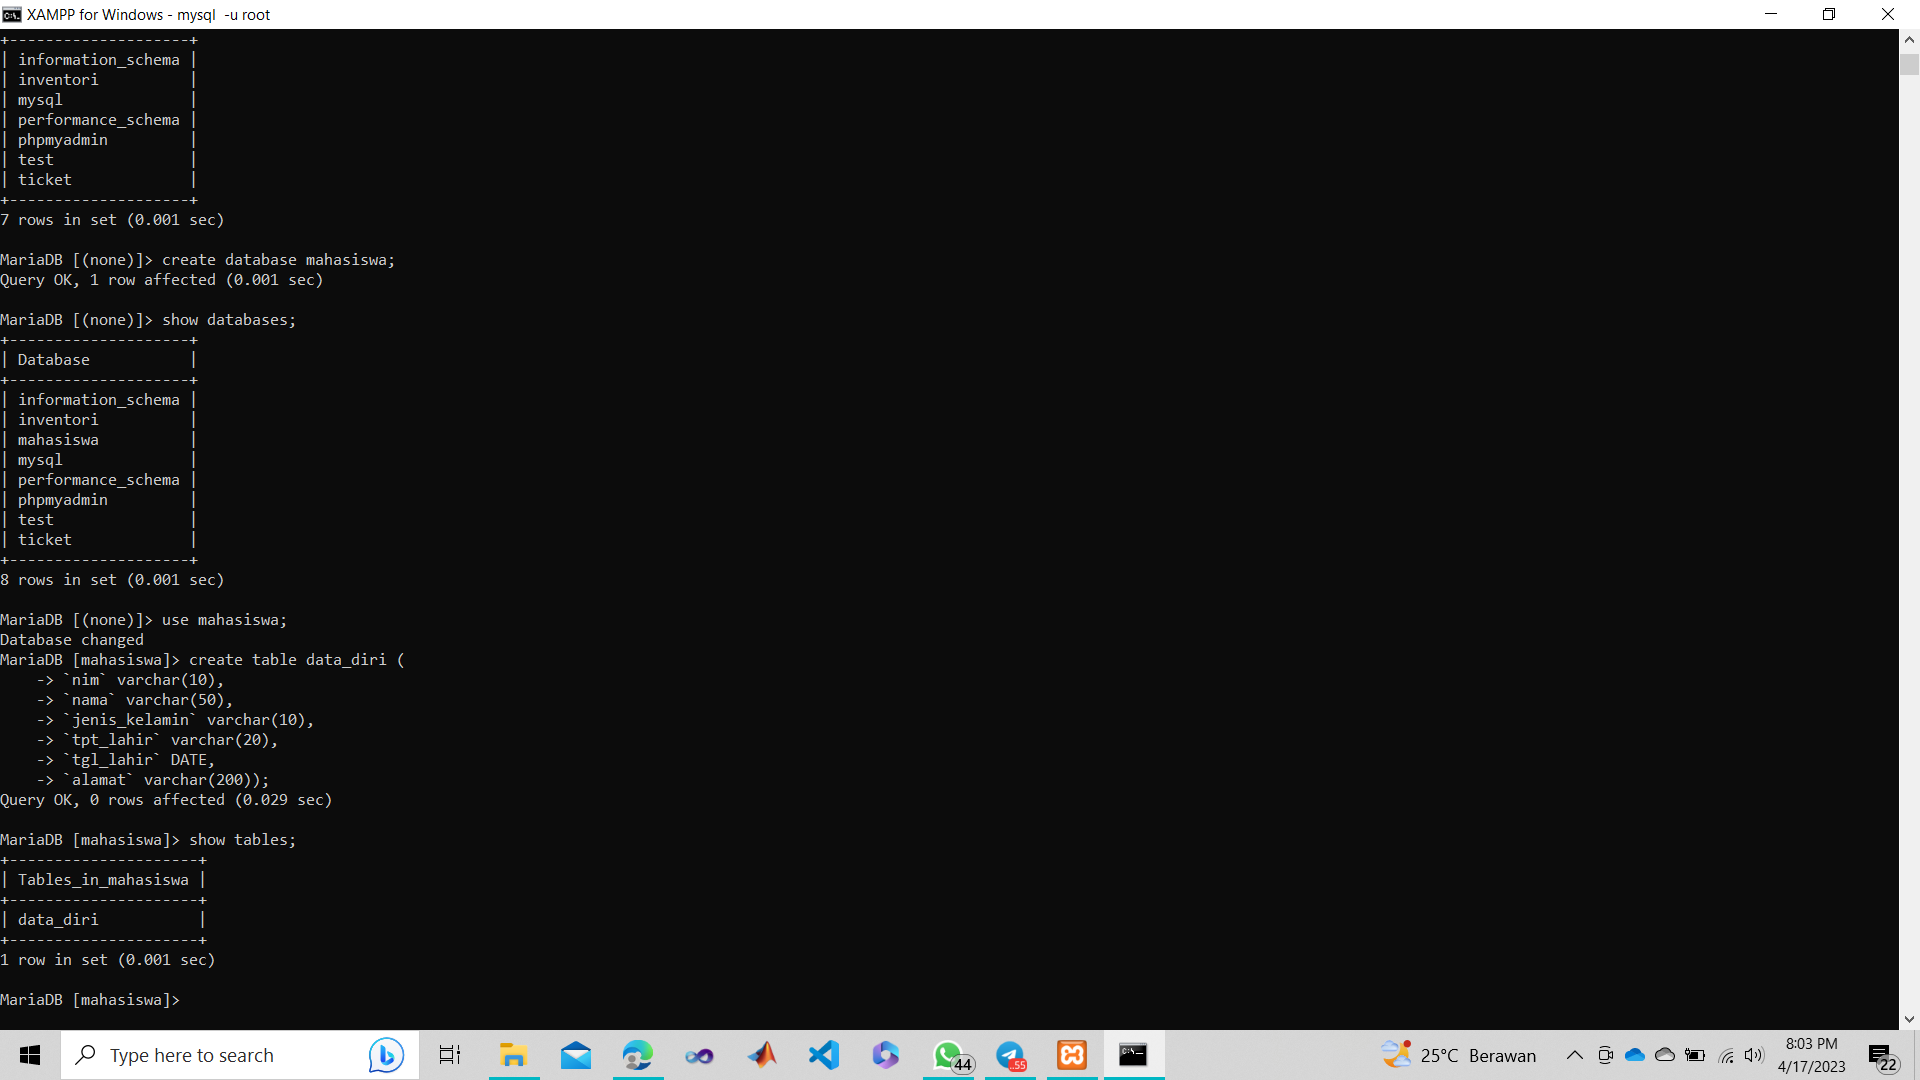 XAMPP for Windows - mysql  -u root
+--------------------+
| information_schema |
| inventori          |
| mysql              |
| performance_schema |
| phpmyadmin         |
| test               |
| ticket             |
+--------------------+
7 rows in set (0.001 sec)
MariaDB [(none)]> create database mahasiswa;
Query OK, 1 row affected (0.001 sec)
MariaDB [(none)]> show databases;
+--------------------+
| Database           |
+--------------------+
| information_schema |
| inventori          |
| mahasiswa          |
| mysql              |
| performance_schema |
| phpmyadmin         |
| test               |
| ticket             |
+--------------------+
8 rows in set (0.001 sec)
MariaDB [(none)]> use mahasiswa;
Database changed
MariaDB [mahasiswa]> create table data_diri (
    -> `nim` varchar(10),
    -> `nama` varchar(50),
    -> `jenis_kelamin` varchar(10),
    -> `tpt_lahir` varchar(20),
    -> `tgl_lahir` DATE,
    -> `alamat` varchar(200));
Query OK, 0 rows affected (0.029 sec)
MariaDB [mahasiswa]> show tables;
+---------------------+
| Tables_in_mahasiswa |
+---------------------+
| data_diri           |
+---------------------+
1 row in set (0.001 sec)
MariaDB [mahasiswa]>
Type here to search
44
..55
25°C Berawan
8:03 PM
4/17/2023
22